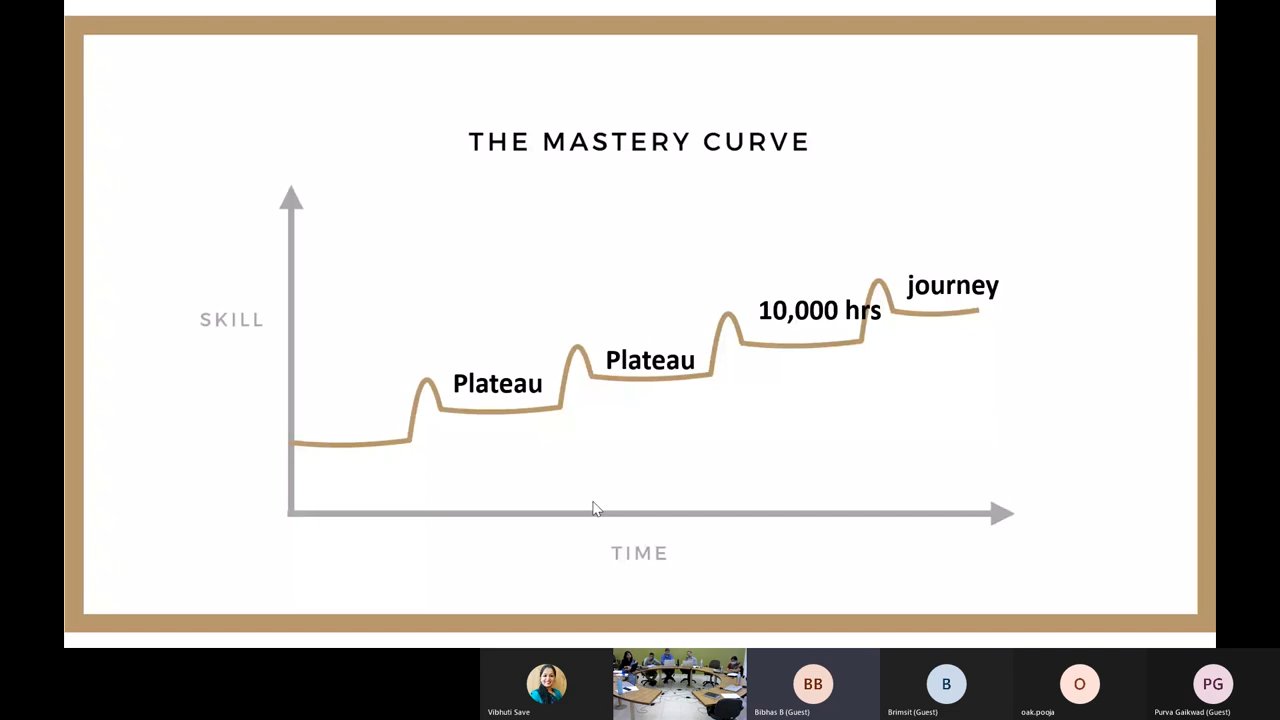 THE MASTERY CURVE
journey
10,000 hrs
SKILL
Plateau
Plateau
TIME
BB
B
O
PG
Vibhuti Save
Bibhas B (Guest)
Brimsit (Guest)
oak.pooja
Purva Gaikwad (Guest)